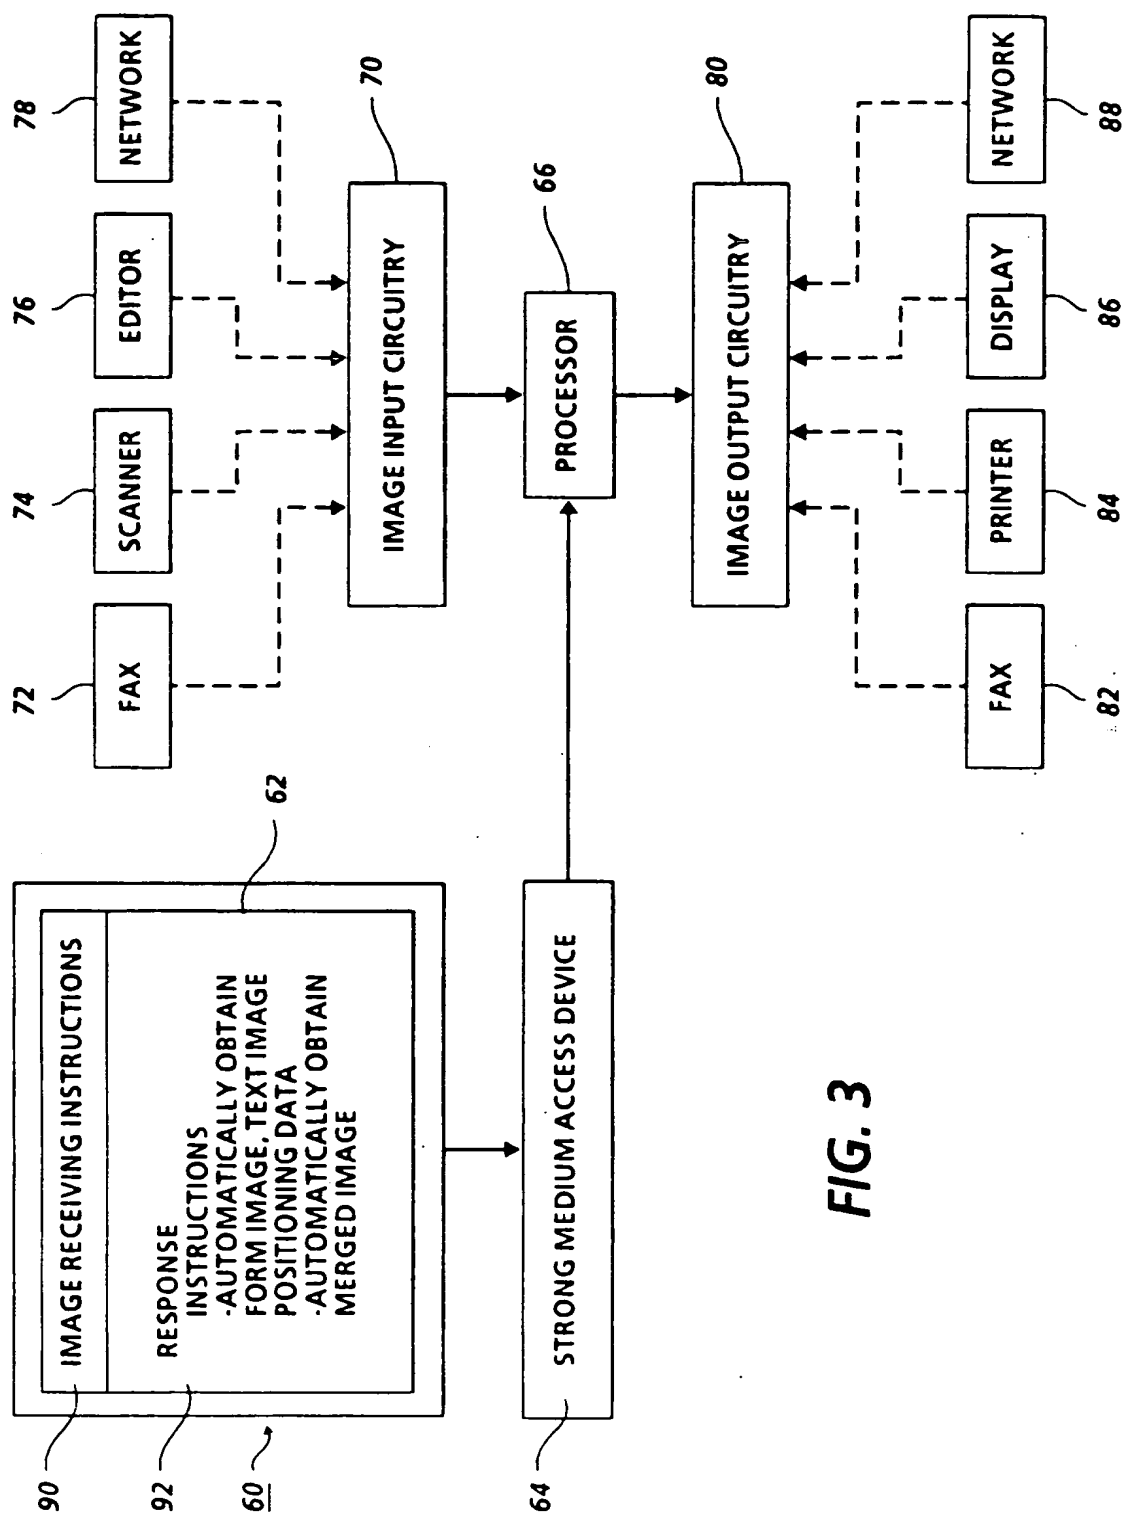 90
IMAGE RECEIVING INSTRUCTIONS
92
RESPONSE
INSTRUCTIONS
·AUTOMATICALLY OBTAIN
FORM IMAGE, TEXT IMAGE
POSITIONING DATA
·AUTOMATICALLY OBTAIN
MERGED IMAGE
60
62
64
STRONG MEDIUM ACCESS DEVICE
72
74
76
78
FAX
SCANNER
EDITOR
NETWORK
70
IMAGE INPUT CIRCUITRY
66
PROCESSOR
80
IMAGE OUTPUT CIRCUITRY
FAX
PRINTER
DISPLAY
NETWORK
82
84
86
88
FIG. 3